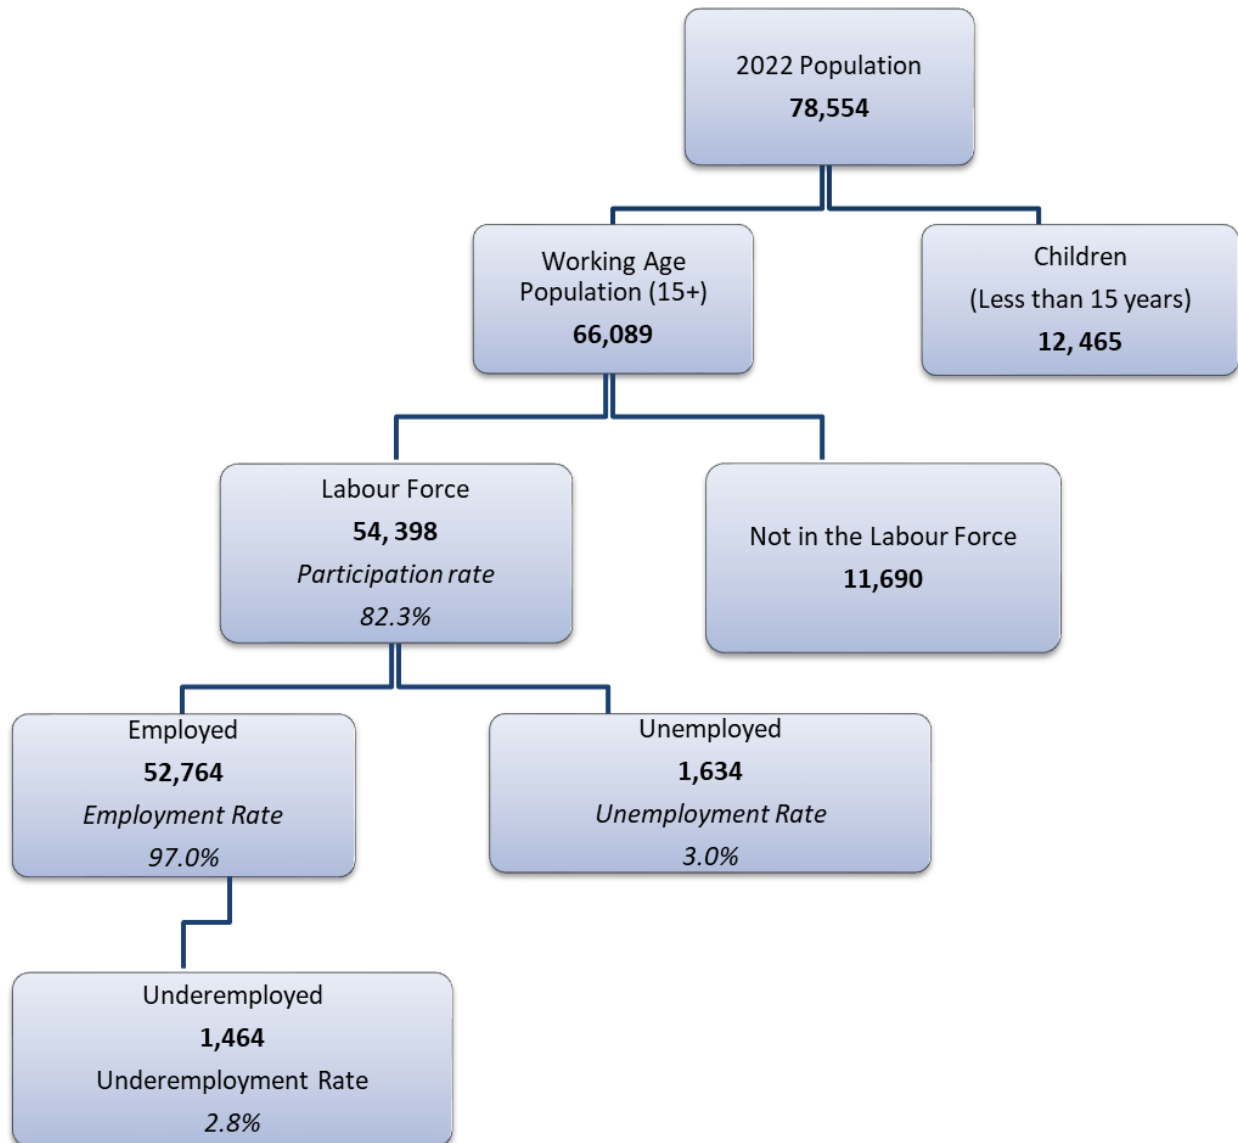 2022 Population
78,554
Working Age
Population (15+)
66,089
Children
(Less than 15 years)
12, 465
Labour Force
54, 398
Participation rate
82.3%
Not in the Labour Force
11,690
Employed
52,764
Employment Rate
97.0%
Unemployed
1,634
Unemployment Rate
3.0%
Underemployed
1,464
Underemployment Rate
2.8%